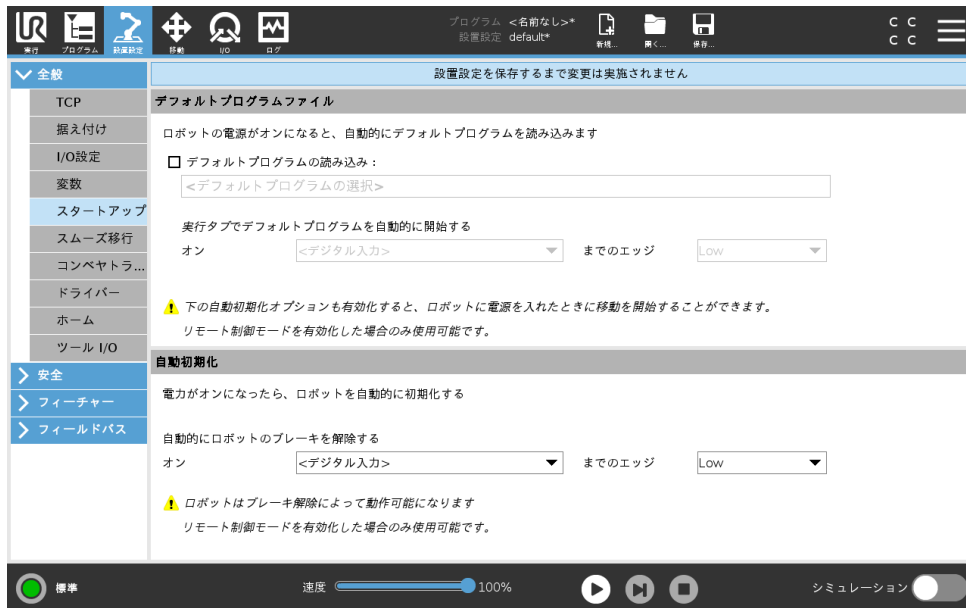 UR
実行
プログラム
設置設定
移動
I/O
ログ
プログラム <名前なし>*
設置設定 default*
新規...
開く...
保存...
C C
C C
全般
TCP
据え付け
I/O設定
変数
スタートアップ
スムーズ移行
コンベヤトラ...
ドライバー
ホーム
ツール I/O
安全
フィーチャー
フィールドバス
設置設定を保存するまで変更は実施されません
デフォルトプログラムファイル
ロボットの電源がオンになると、自動的にデフォルトプログラムを読み込みます
デフォルトプログラムの読み込み：
<デフォルトプログラムの選択>
実行タブでデフォルトプログラムを自動的に開始する
オン <デジタル入力> までのエッジ Low
下の自動初期化オプションも有効化すると、ロボットに電源を入れたときに移動を開始することができます。
リモート制御モードを有効化した場合のみ使用可能です。
自動初期化
電力がオンになったら、ロボットを自動的に初期化する
自動的にロボットのブレーキを解除する
オン <デジタル入力> までのエッジ Low
ロボットはブレーキ解除によって動作可能になります
リモート制御モードを有効化した場合のみ使用可能です。
標準
速度 100%
シミュレーション